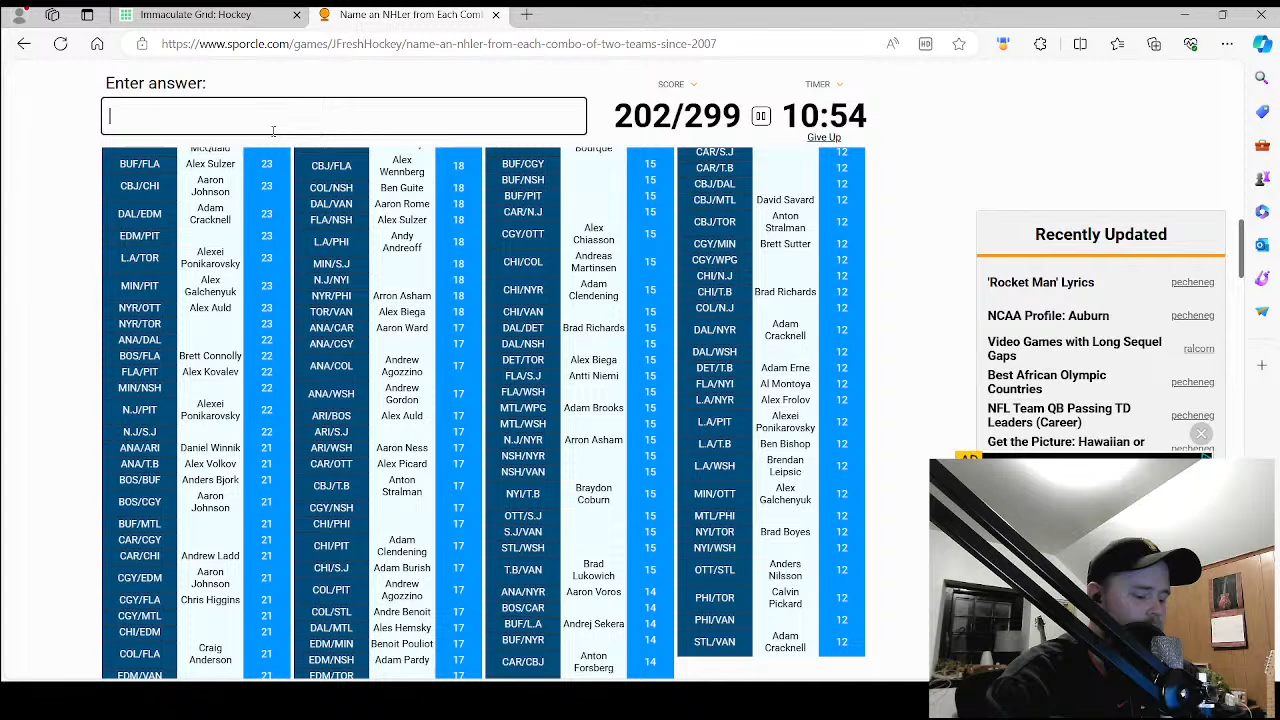 Immaculate Grid: Hockey
Name an NHLer from Each Combo
https://www.sporcle.com/games/JFreshHockey/name-an-nhler-from-each-combo-of-two-teams-since-2007
Enter answer:
SCORE
TIMER
202/299
10:54
Give Up
BUF/FLA Alex Sulzer 23
CBJ/CHI Aaron Johnson 23
DAL/EDM Adam Cracknell 23
EDM/PIT 23
L.A/TOR Alexei Ponikarovsky 23
MIN/PIT Alex Galchenyuk 23
NYR/OTT Alex Auld 23
NYR/TOR 23
ANA/DAL 22
BOS/FLA Brett Connolly 22
FLA/PIT Alex Kovalev 22
MIN/NSH 22
N.J/PIT Alexei Ponikarovsky 22
N.J/S.J 22
ANA/ARI Daniel Winnik 21
ANA/T.B Alex Volkov 21
BOS/BUF Anders Bjork 21
BOS/CGY Aaron Johnson 21
BUF/MTL 21
CAR/CGY 21
CAR/CHI Andrew Ladd 21
CGY/EDM Aaron Johnson 21
CGY/FLA Chris Higgins 21
CGY/MTL 21
CHI/EDM 21
COL/FLA Craig Anderson 21
EDM/VAN 21
CBJ/FLA Alex Wennberg 18
COL/NSH Ben Guite 18
DAL/VAN Aaron Rome 18
FLA/NSH Alex Sulzer 18
L.A/PHI Andy Andreoff 18
MIN/S.J 18
N.J/NYI 18
NYR/PHI Arron Asham 18
TOR/VAN Alex Biega 18
ANA/CAR Aaron Ward 17
ANA/CGY 17
ANA/COL Andrew Agozzino 17
ANA/WSH Andrew Gordon 17
ARI/BOS Alex Auld 17
ARI/S.J 17
ARI/WSH Aaron Ness 17
CAR/OTT Alex Picard 17
CBJ/T.B Anton Stralman 17
CGY/NSH 17
CHI/PHI 17
CHI/PIT Adam Clendening 17
CHI/S.J Adam Burish 17
COL/PIT Andrew Agozzino 17
COL/STL Andre Benoit 17
DAL/MTL Ales Hemsky 17
EDM/MIN Benoit Pouliot 17
EDM/NSH Adam Pardy 17
EDM/TOR
BUF/CGY 15
BUF/NSH 15
BUF/PIT 15
CAR/N.J 15
CGY/OTT Alex Chiasson 15
CHI/COL Andreas Martinsen 15
CHI/NYR Adam Clendening 15
CHI/VAN 15
DAL/DET Brad Richards 15
DAL/NSH 15
DET/TOR Alex Biega 15
FLA/S.J Antti Niemi 15
FLA/WSH 15
MTL/WPG Adam Brooks 15
MTL/WSH 15
N.J/NYR Arron Asham 15
NSH/NYR 15
NSH/VAN 15
NYI/T.B Braydon Coburn 15
OTT/S.J 15
S.J/VAN 15
STL/WSH 15
T.B/VAN Brad Lukowich 15
ANA/NYR Aaron Voros 14
BOS/CAR 14
BUF/L.A Andrej Sekera 14
BUF/NYR 14
CAR/CBJ Anton Forsberg 14
CAR/S.J 12
CAR/T.B 12
CBJ/DAL 12
CBJ/MTL David Savard 12
CBJ/TOR Anton Stralman 12
CGY/MIN Brett Sutter 12
CGY/WPG 12
CHI/N.J 12
CHI/T.B Brad Richards 12
COL/N.J 12
DAL/NYR Adam Cracknell 12
DAL/WSH 12
DET/T.B Adam Erne 12
FLA/NYI Al Montoya 12
L.A/NYR Alex Frolov 12
L.A/PIT Alexei Ponikarovsky 12
L.A/T.B Ben Bishop 12
L.A/WSH Brendan Leipsic 12
MIN/OTT Alex Galchenyuk 12
MTL/PHI 12
NYI/TOR Brad Boyes 12
NYI/WSH 12
OTT/STL Anders Nilsson 12
PHI/TOR Calvin Pickard 12
PHI/VAN 12
STL/VAN Adam Cracknell 12
Recently Updated
'Rocket Man' Lyrics pecheneg
NCAA Profile: Auburn pecheneg
Video Games with Long Sequel
Gaps ralcorn
Best African Olympic
Countries pecheneg
NFL Team QB Passing TD
Leaders (Career) pecheneg
Get the Picture: Hawaiian or